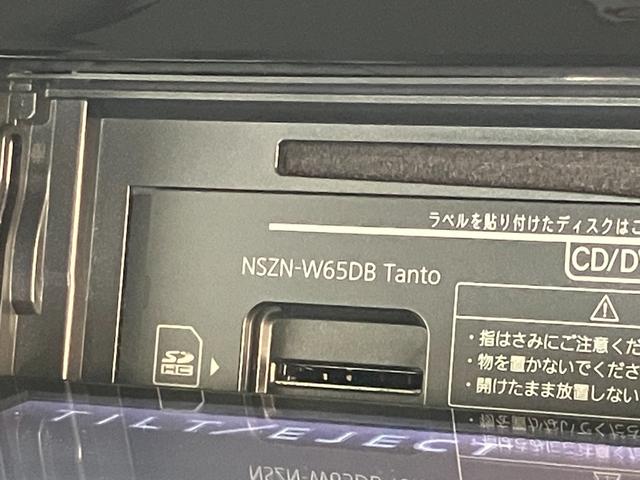 ラベルを貼り付けたディスクはこ
CD/D
NSZN-W65DB Tanto
・指はさみにご注意くだ
・物を置かないでくださ
・開けたまま放置しない
SD
HC
TILT/EJECT